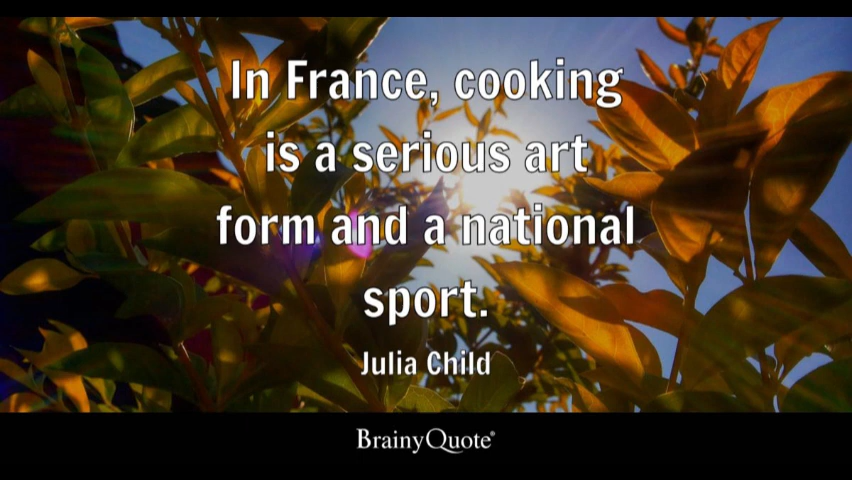 In France, cooking
is a serious art
form and a national
sport.
Julia Child
BrainyQuote®